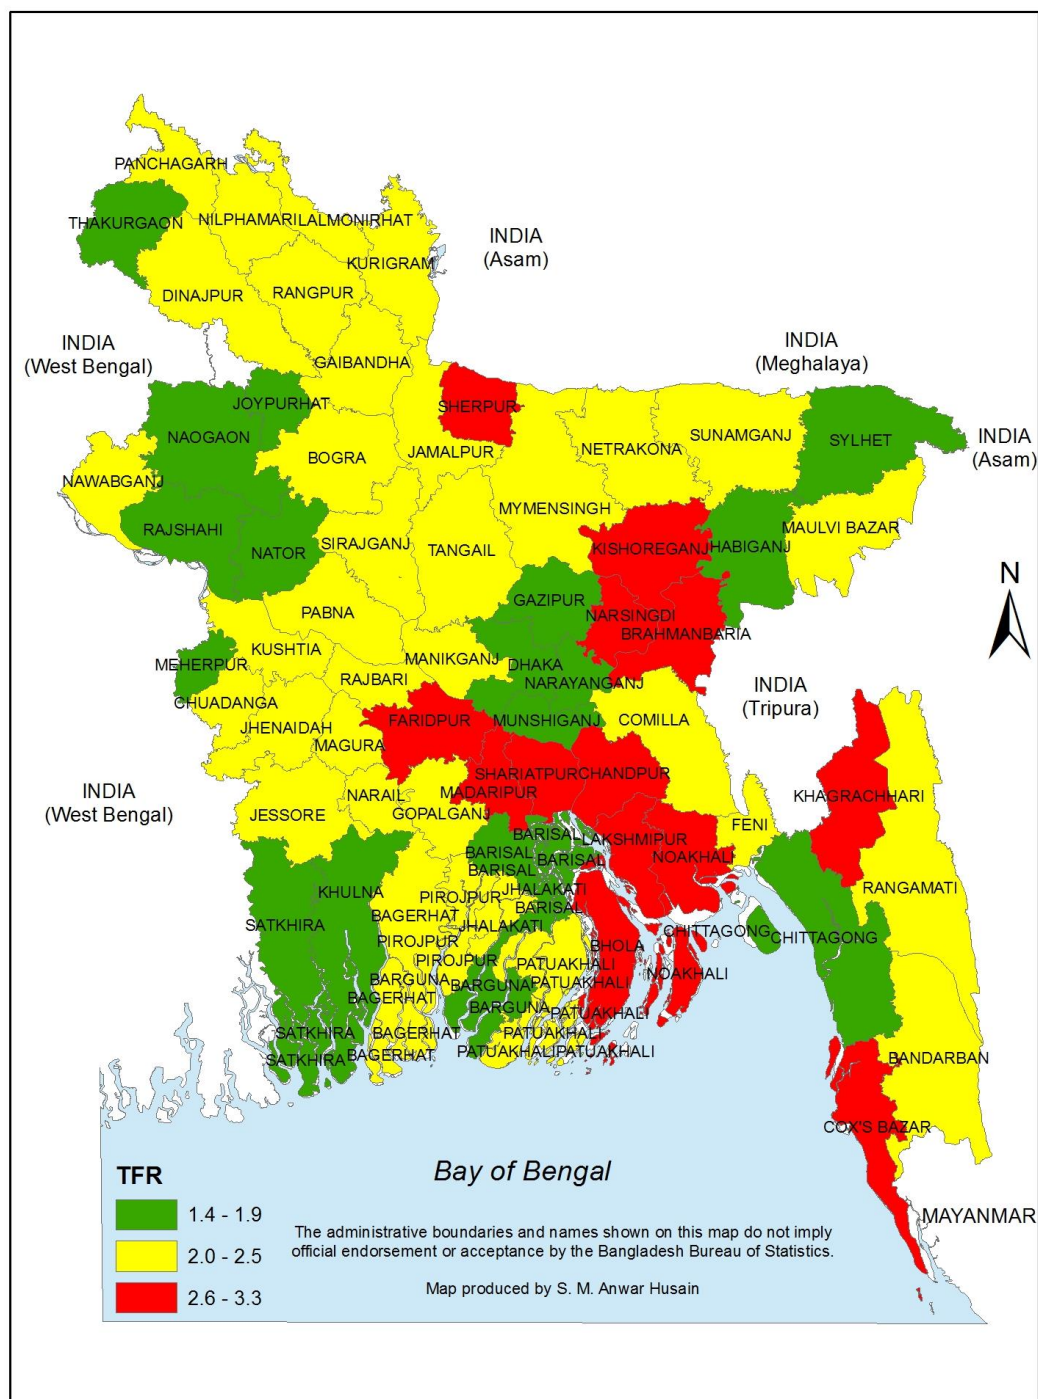 PANCHAGARH
THAKURGAON
NILPHAMARI
LALMONIRHAT
INDIA
(Asam)
KURIGRAM
DINAJPUR
RANGPUR
INDIA
(West Bengal)
INDIA
(Meghalaya)
GAIBANDHA
JOYPURHAT
SHERPUR
NAOGAON
SUNAMGANJ
SYLHET
INDIA
(Asam)
JAMALPUR
NETRAKONA
BOGRA
NAWABGANJ
MYMENSINGH
MAULVI BAZAR
RAJSHAHI
SIRAJGANJ
TANGAIL
KISHOREGANJ
HABIGANJ
NATOR
N
GAZIPUR
PABNA
NARSINGDI
BRAHMANBARIA
KUSHTIA
MEHERPUR
MANIKGANJ
DHAKA
RAJBARI
NARAYANGANJ
INDIA
(Tripura)
CHUADANGA
FARIDPUR
MUNSHIGANJ
COMILLA
JHENAIDAH
MAGURA
SHARIATPUR
CHANDPUR
INDIA
(West Bengal)
MADARIPUR
NARAIL
KHAGRACHHARI
JESSORE
GOPALGANJ
FENI
BARISAL
LAKSHMIPUR
BARISAL
BARISAL
NOAKHALI
BARISAL
KHULNA
JHALAKATI
RANGAMATI
PIROJPUR
BARISAL
SATKHIRA
BAGERHAT
JHALAKATI
CHITTAGONG
CHITTAGONG
PIROJPUR
BHOLA
PIROJPUR
PATUAKHALI
NOAKHALI
BARGUNA
BARGUNA
PATUAKHALI
BAGERHAT
BARGUNA
PATUAKHALI
SATKHIRA
BAGERHAT
PATUAKHALI
SATKHIRA
BAGERHAT
PATUAKHALI
PATUAKHALI
BANDARBAN
COX'S BAZAR
Bay of Bengal
MAYANMAR
TFR
1.4 - 1.9
2.0 - 2.5
2.6 - 3.3
The administrative boundaries and names shown on this map do not imply
official endorsement or acceptance by the Bangladesh Bureau of Statistics.
Map produced by S. M. Anwar Husain